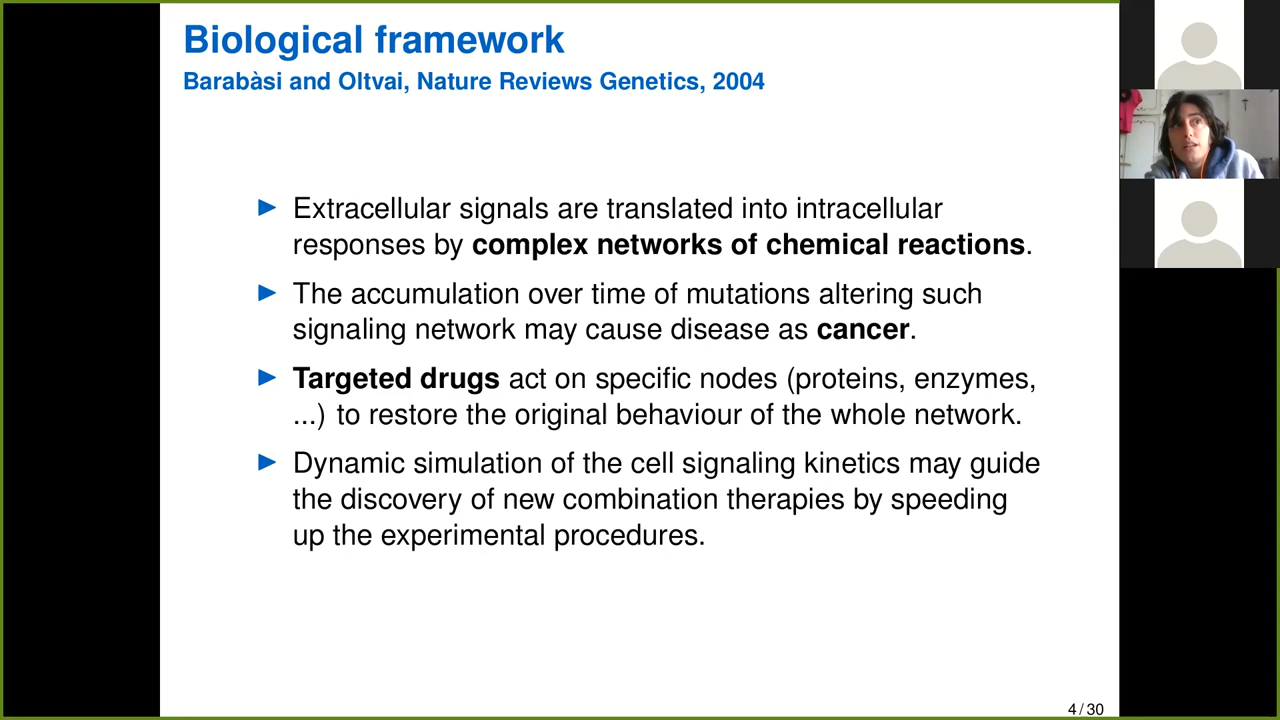 Biological framework
Barabàsi and Oltvai, Nature Reviews Genetics, 2004
Extracellular signals are translated into intracellular
responses by complex networks of chemical reactions.
The accumulation over time of mutations altering such
signaling network may cause disease as cancer.
Targeted drugs act on specific nodes (proteins, enzymes,
...) to restore the original behaviour of the whole network.
Dynamic simulation of the cell signaling kinetics may guide
the discovery of new combination therapies by speeding
up the experimental procedures.
4 / 30